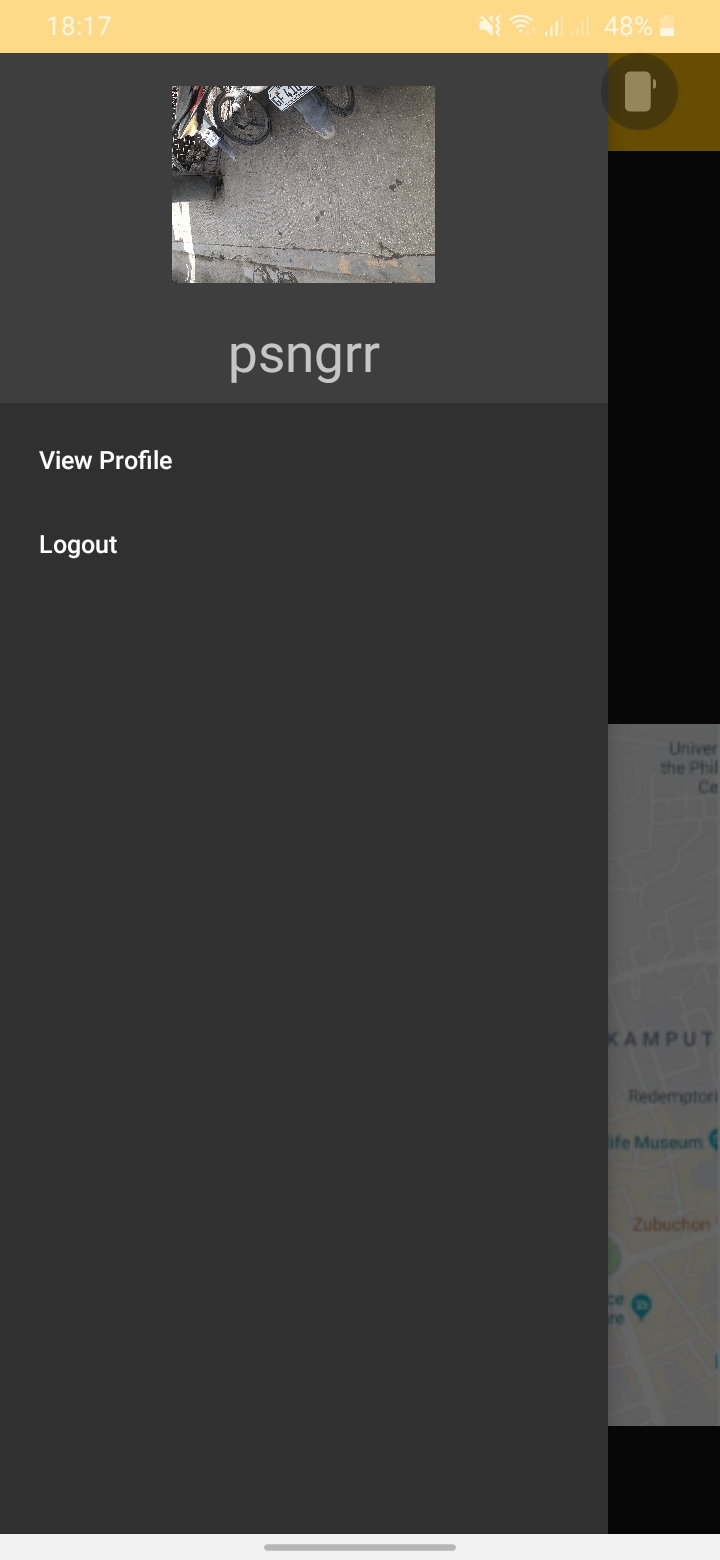 18:17
48%
psngrr
View Profile
Logout
Univer
the Phil
Ce
KAMPUT
Redemptori
ife Museum
Zubuchon
ce
re